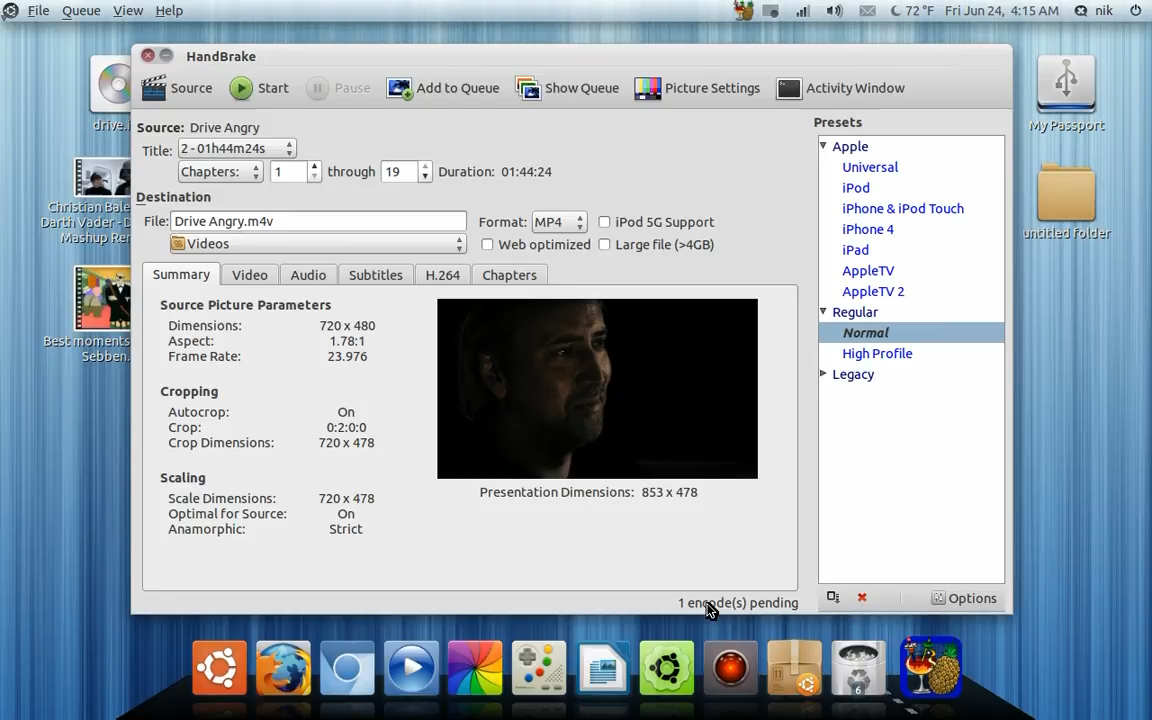 File Queue View Help 72 °F Fri Jun 24, 4:15 AM nik
HandBrake
Source Start Pause Add to Queue Show Queue Picture Settings Activity Window
Source: Drive Angry
Title: 2 - 01h44m24s
Chapters: 1 through 19 Duration: 01:44:24
Destination
File: Drive Angry.m4v Format: MP4 iPod 5G Support
Videos Web optimized Large file (>4GB)
Summary Video Audio Subtitles H.264 Chapters
Source Picture Parameters
Dimensions: 720 x 480
Aspect: 1.78:1
Frame Rate: 23.976
Cropping
Autocrop: On
Crop: 0:2:0:0
Crop Dimensions: 720 x 478
Scaling
Scale Dimensions: 720 x 478
Optimal for Source: On
Anamorphic: Strict
Presentation Dimensions: 853 x 478
1 encode(s) pending
Presets
Apple
Universal
iPod
iPhone & iPod Touch
iPhone 4
iPad
AppleTV
AppleTV 2
Regular
Normal
High Profile
Legacy
Options
Christian Bale
Darth Vader - D
Mashup Rem
Best moments
Sebben.
My Passport
untitled folder
6